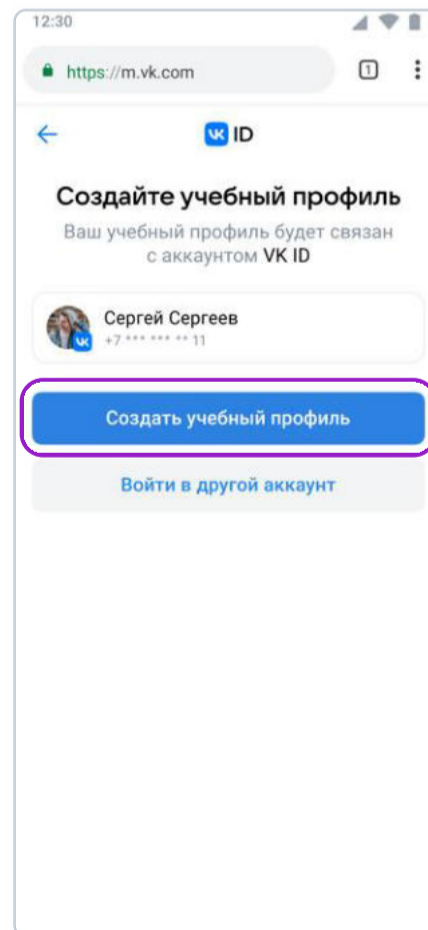 12:30
https://m.vk.com 1
VK ID
Создайте учебный профиль
Ваш учебный профиль будет связан
с аккаунтом VK ID
Сергей Сергеев
+7 *** *** ** 11
Создать учебный профиль
Войти в другой аккаунт